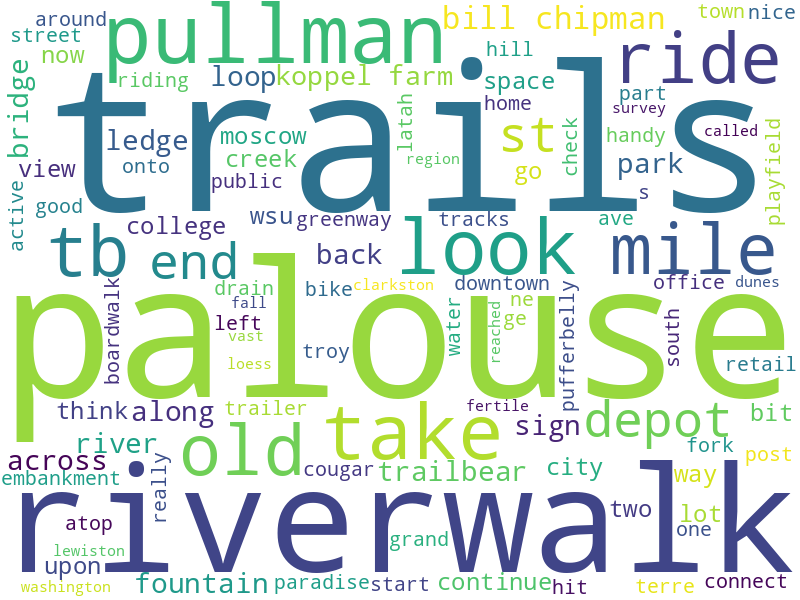 around
street
now
pullman
bill chipman
town
nice
bridge
riding
loop
koppel farm
hill
space
ride
home
part
survey
trails
ledge
moscow
latah
st
check
handy
called
view
onto
creek
region
go
park
playfield
public
s
active
good
college
wsu
greenway
tracks
ave
tb
end
back
look
mile
drain
bike
clarkston
downtown
office
dunes
palouse
boardwalk
fall
left
vast
loess
troy
water
reached
ne
ge
pufferbelly
south
retail
think
along
trailer
take
fertile
sign
depot
bit
river
old
fork
across
embankment
really
cougar
trailbear
city
way
post
riverwalk
atop
two
lot
one
grand
lewiston
upon
washington
fountain
paradise
start
continue
hit
terre
connect